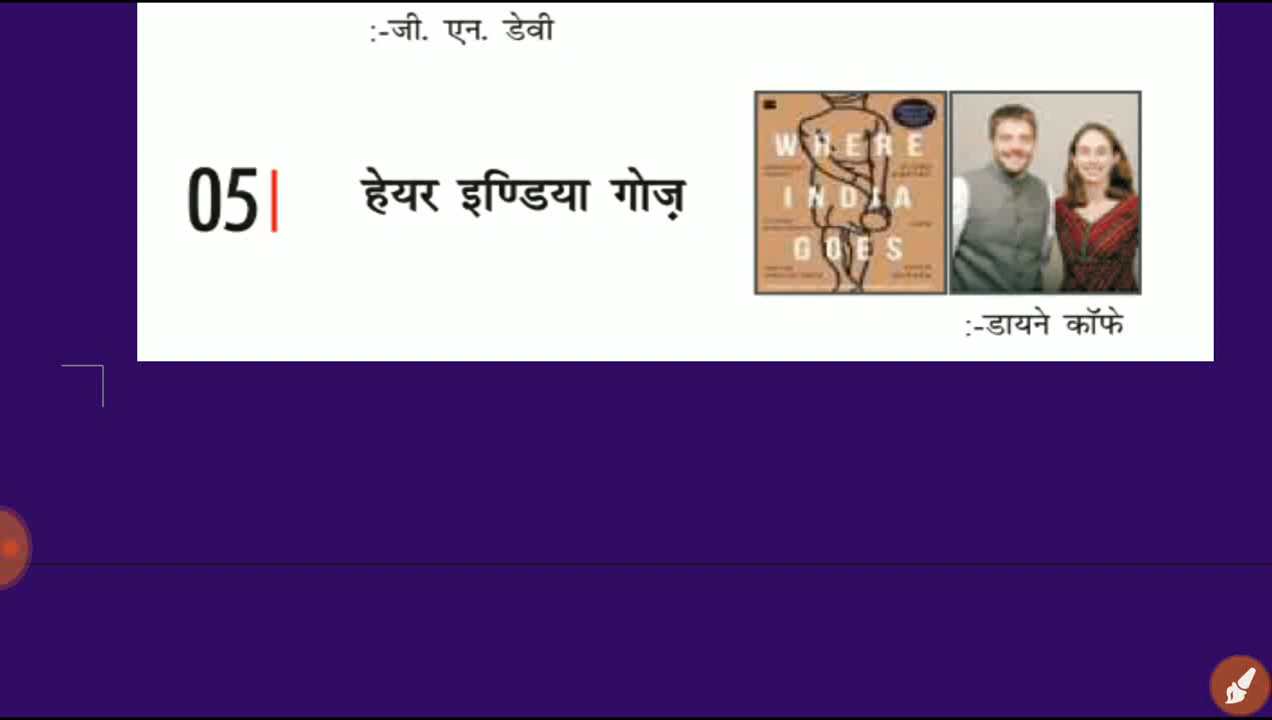 :-जी. एन. डेवी
05 हेयर इण्डिया गोज़
WHERE
INDIA
GOES
:-डायने कॉफे